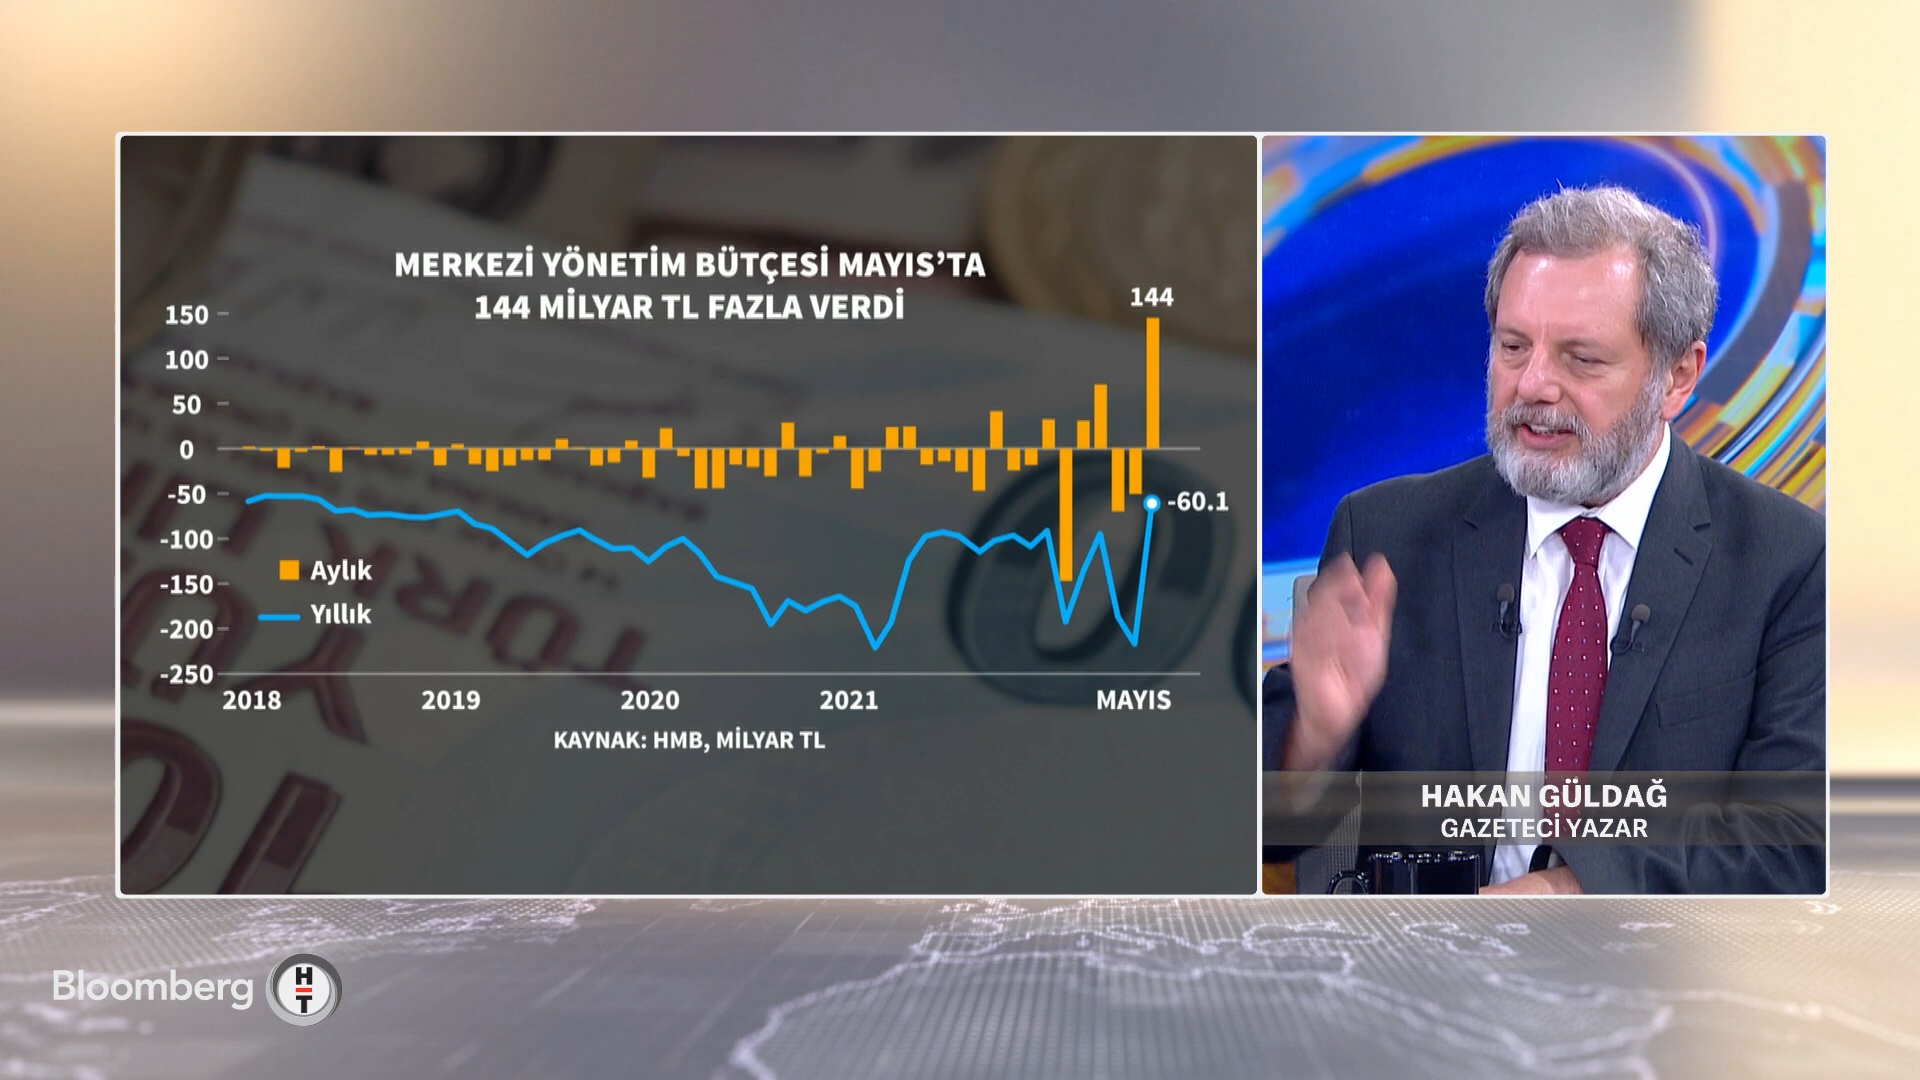 MERKEZİ YÖNETİM BÜTÇESİ MAYIS’TA
144 MİLYAR TL FAZLA VERDİ
144
150
100
50
0
-50
-100
-150
-200
-250
-60.1
Aylık
Yıllık
2018
2019
2020
2021
MAYIS
KAYNAK: HMB, MİLYAR TL
HAKAN GÜLDAĞ
GAZETECİ YAZAR
Bloomberg HT